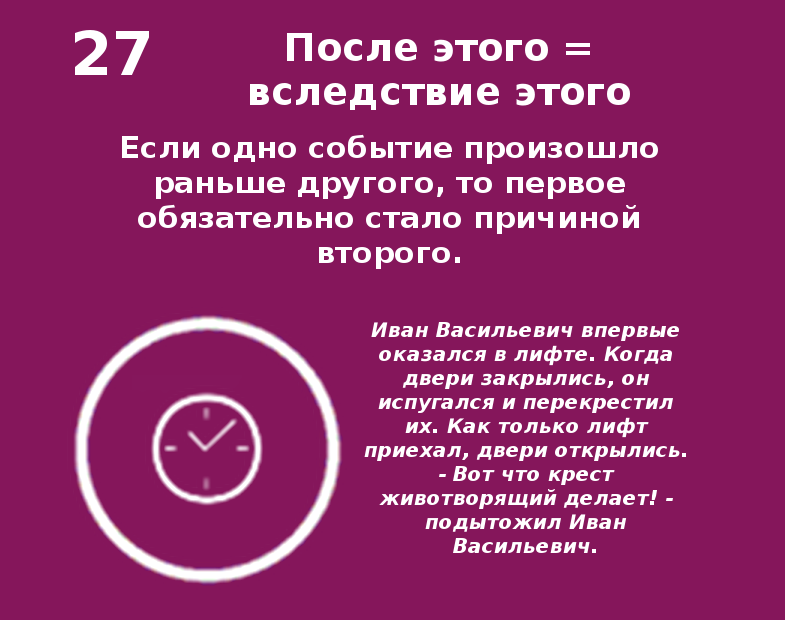 27
После этого =
вследствие этого
Если одно событие произошло
раньше другого, то первое
обязательно стало причиной
второго.
Иван Васильевич впервые
оказался в лифте. Когда
двери закрылись, он
испугался и перекрестил
их. Как только лифт
приехал, двери открылись.
- Вот что крест
животворящий делает! -
подытожил Иван
Васильевич.